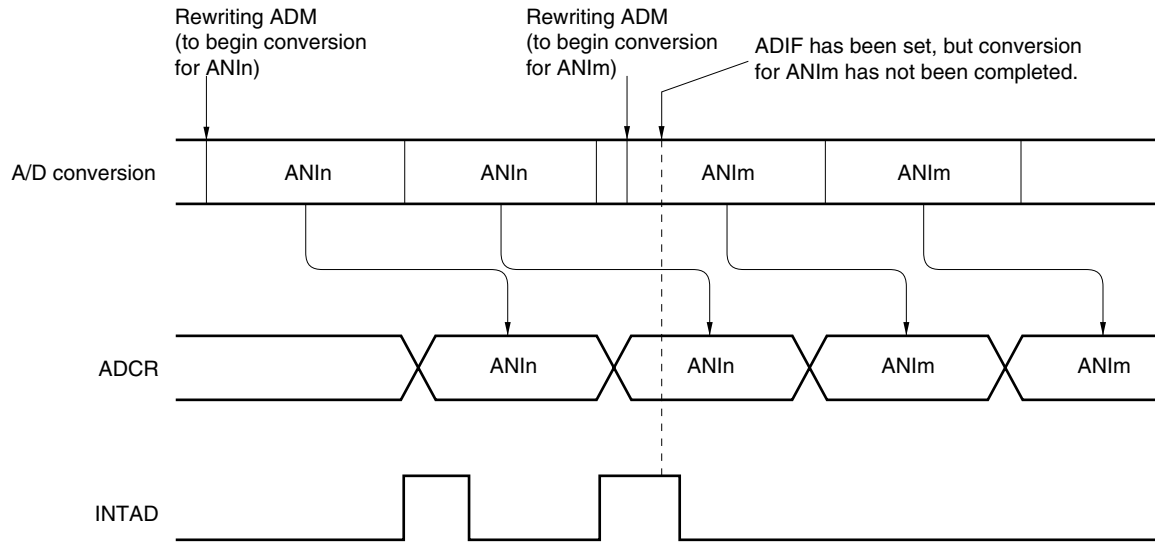 Rewriting ADM
(to begin conversion
for ANIn)
Rewriting ADM
(to begin conversion
for ANIm)
ADIF has been set, but conversion
for ANIm has not been completed.
A/D conversion
ANIn
ANIn
ANIm
ANIm
ADCR
ANIn
ANIn
ANIm
ANIm
INTAD